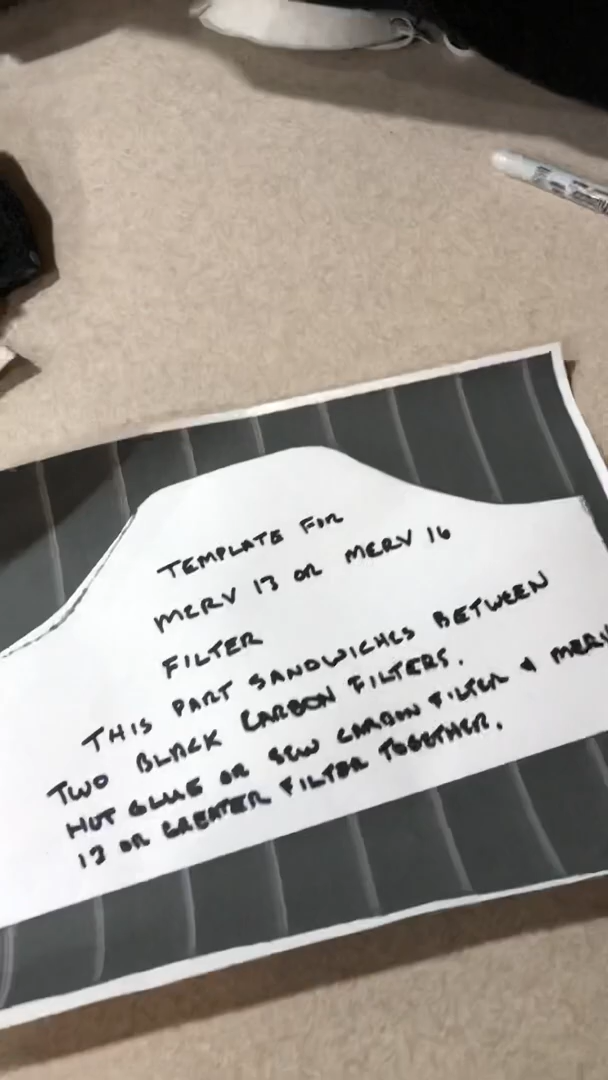 TEMPLATE FOR
MERV 13 OR MERV 16
FILTER
THIS PART SANDWICHES BETWEEN
TWO BLACK CARBON FILTERS.
HOT GLUE OR SEW CARBON FILTER & MERV
13 OR GREATER FILTER TOGETHER.